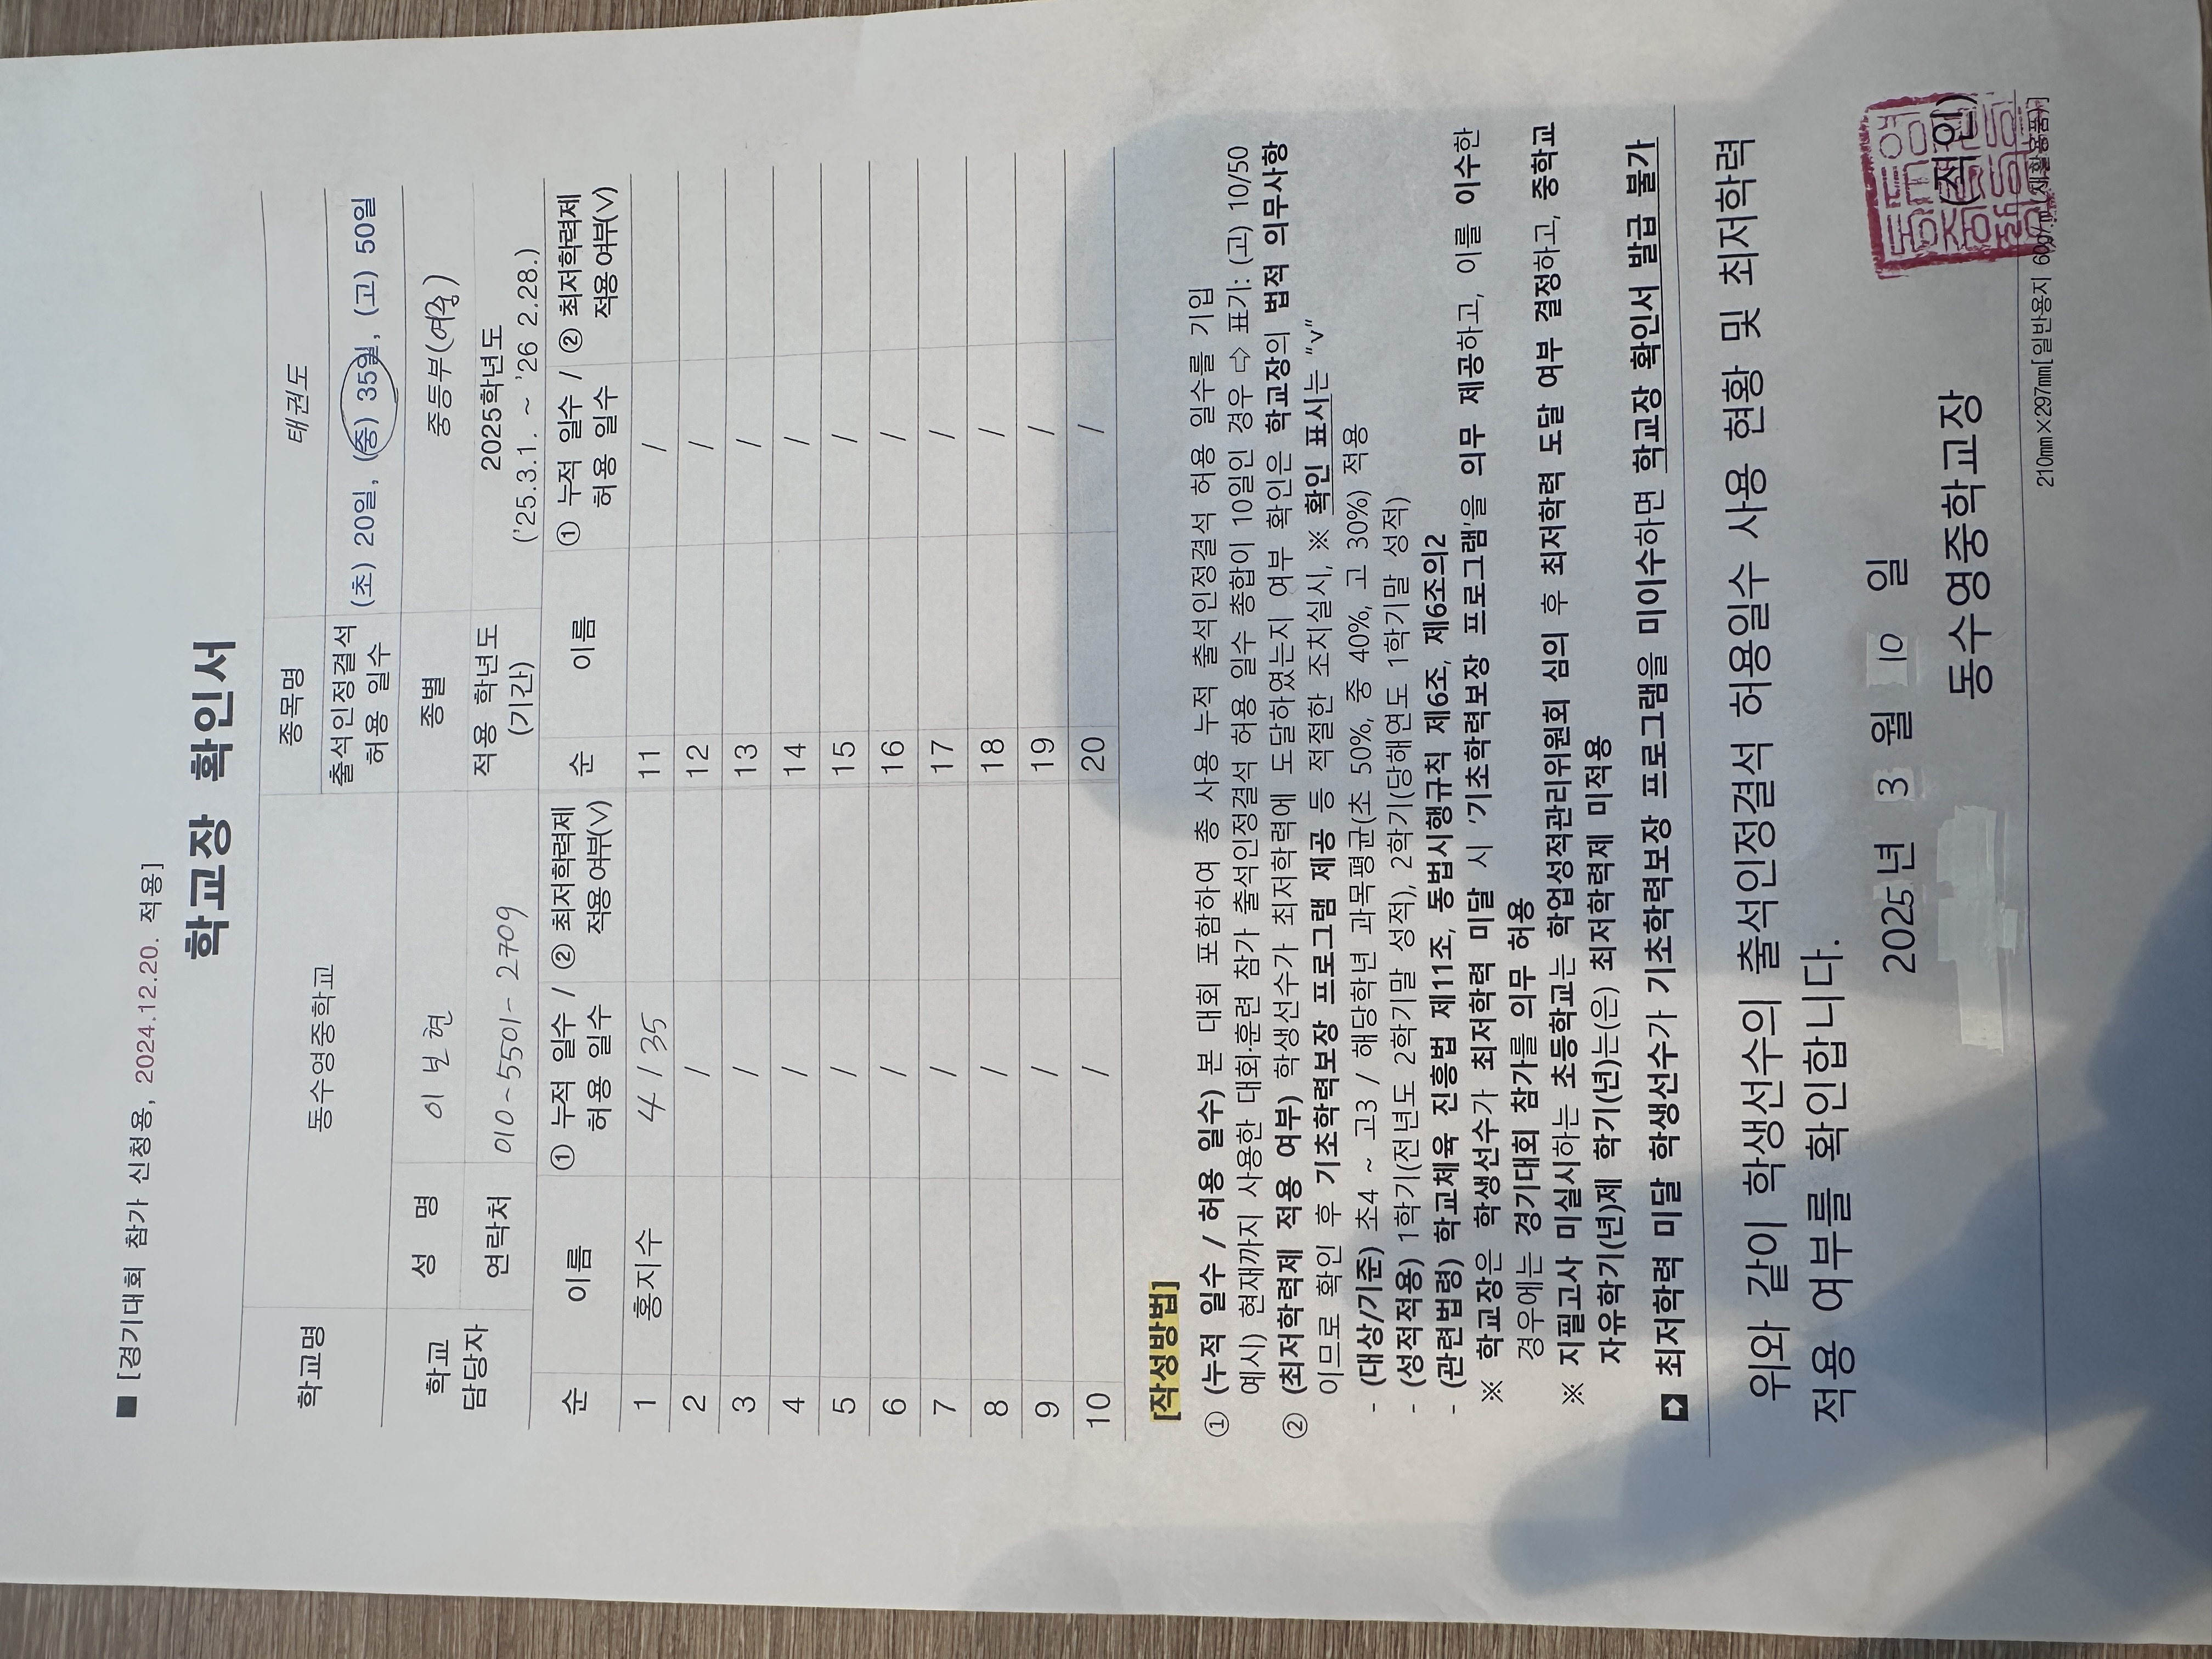 ■ [경기대회 참가 신청용, 2024.12.20. 적용]
학교장 확인서
학교명 동수영중학교 종목명 태권도
출석인정결석 허용 일수 (초) 20일, (중) 35일, (고) 50일
학교 담당자 성 명 이 현 종별 중등부(여중)
연락처 010-5501-2709 적용 학년도 (기간) 2025학년도 ('25.3.1. ~ '26 2.28.)
순 이름 ① 누적 일수 / 허용 일수 ② 최저학력제 적용여부(V) 순 이름 ① 누적 일수 / 허용 일수 ② 최저학력제 적용여부(V)
1 홍지수 4 / 35 11 /
2 / 12 /
3 / 13 /
4 / 14 /
5 / 15 /
6 / 16 /
7 / 17 /
8 / 18 /
9 / 19 /
10 / 20 /
[작성방법]
① (누적 일수 / 허용 일수) 본 대회 포함하여 총 사용 누적 출석인정결석 허용 일수를 기입
예시) 현재까지 사용한 대회·훈련 참가 출석인정결석 허용 일수 총합이 10일인 경우 ⇨ 표기: (고) 10/50
② (최저학력제 적용 여부) 학생선수가 최저학력에 도달하였는지 여부 확인은 학교장의 법적 의무사항
이므로 확인 후 기초학력보장 프로그램 제공 등 적절한 조치실시, ※ 확인 표시는 "v"
- (대상/기준) 초4 ~ 고3 / 해당학년 과목평균(초 50%, 중 40%, 고 30%) 적용
- (성적적용) 1학기(전년도 2학기말 성적), 2학기(당해연도 1학기말 성적)
- (관련법령) 학교체육 진흥법 제11조, 동법시행규칙 제6조, 제6조의2
※ 학교장은 학생선수가 최저학력 미달 시 '기초학력보장 프로그램'을 의무 제공하고, 이를 이수한
경우에는 경기대회 참가를 의무 허용
※ 지필고사 미실시하는 초등학교는 학업성적관리위원회 심의 후 최저학력 도달 여부 결정하고, 중학교
자유학기(년)제 학기(년)는(은) 최저학력제 미적용
➡ 최저학력 미달 학생선수가 기초학력보장 프로그램을 미이수하면 학교장 확인서 발급 불가
위와 같이 학생선수의 출석인정결석 허용일수 사용 현황 및 최저학력
적용 여부를 확인합니다.
2025년 3 월 10 일
동수영중학교장 (직인)
210㎜×297㎜[일반용지 60g/㎡(재활용품)]